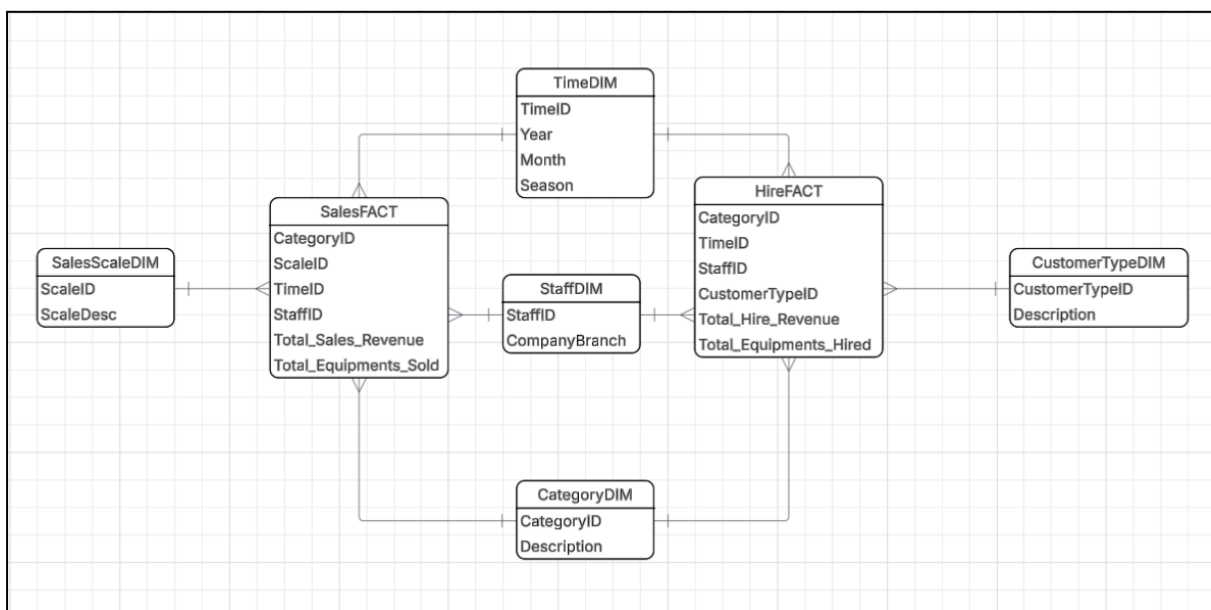 TimeDIM
TimeID
Year
Month
Season
SalesFACT
CategoryID
ScaleID
TimeID
StaffID
Total_Sales_Revenue
Total_Equipments_Sold
HireFACT
CategoryID
TimeID
StaffID
CustomerTypeID
Total_Hire_Revenue
Total_Equipments_Hired
SalesScaleDIM
ScaleID
ScaleDesc
StaffDIM
StaffID
CompanyBranch
CustomerTypeDIM
CustomerTypeID
Description
CategoryDIM
CategoryID
Description